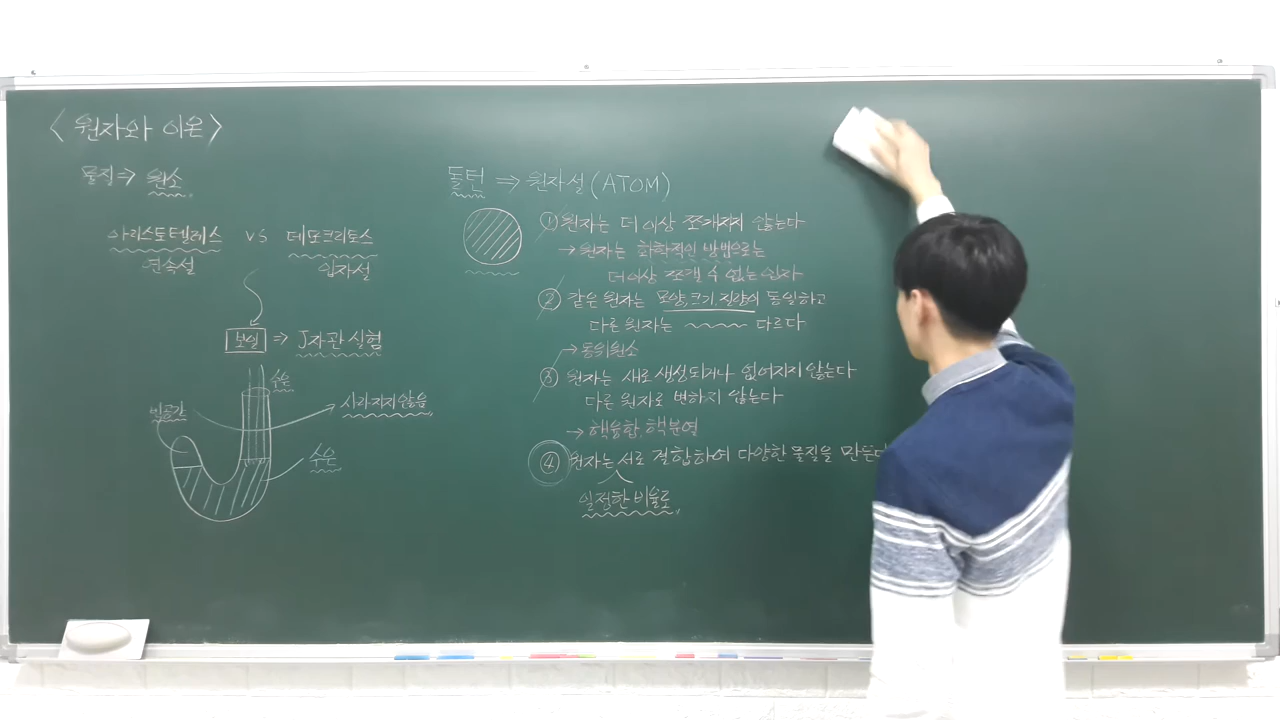 <원자와 이온>
물질⇒ 원소
아리스토텔레스 vs 데모크리토스
연속설 입자설
보일 ⇒ J자관 실험
수은
빈공간
사라지지않음
수은
돌턴 ⇒ 원자설(ATOM)
① 원자는 더 이상 쪼개지지 않는다
→ 원자는 화학적인 방법으로는
더이상 쪼갤 수 없는 입자
② 같은 원자는 모양, 크기, 질량이 동일하고
다른 원자는 다르다
→ 동위원소
③ 원자는 새로 생성되거나 없어지지 않는다
다른 원자로 변하지 않는다
→ 핵융합, 핵분열
④ 원자는 서로 결합하여 다양한 물질을 만든다
일정한 비율로